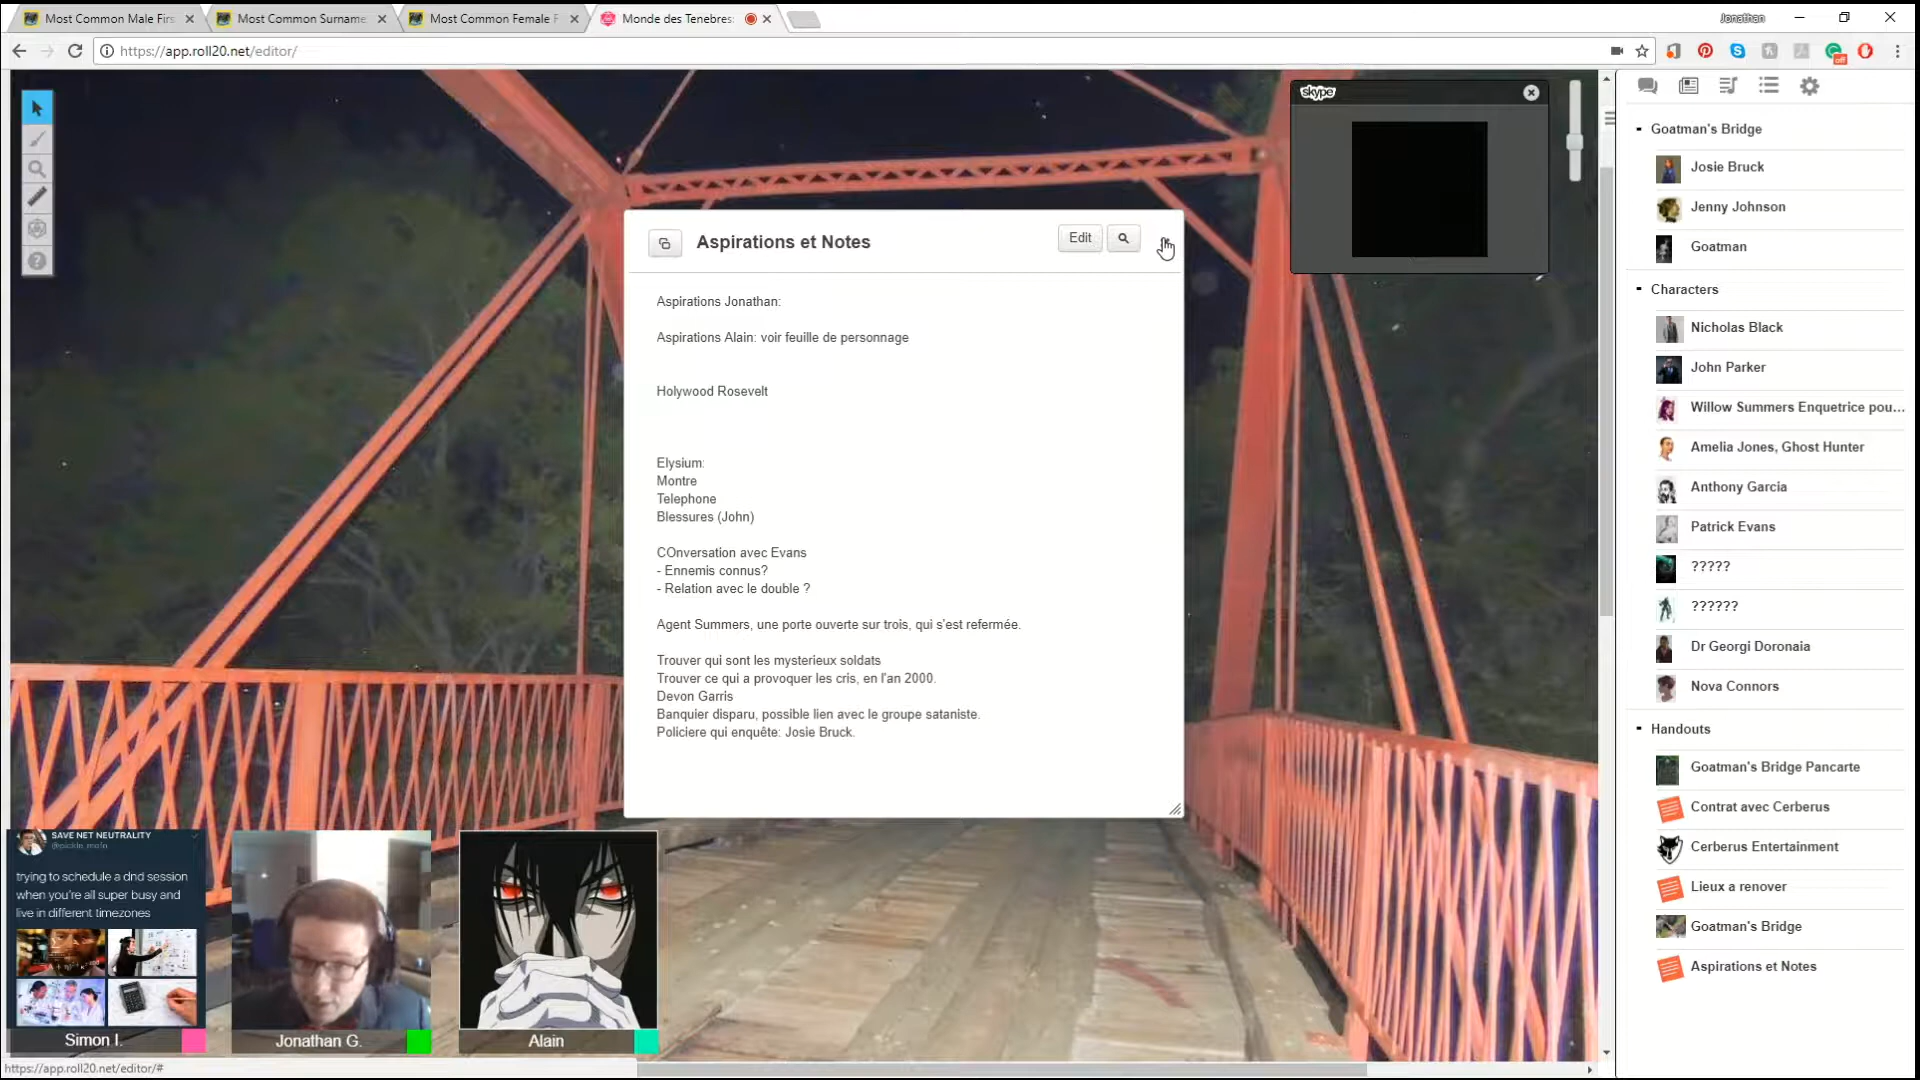 Most Common Male Firs
Most Common Surname
Most Common Female F
Monde des Tenebres:
Jonathan
https://app.roll20.net/editor/
off
skype
Aspirations et Notes
Edit
Aspirations Jonathan:
Aspirations Alain: voir feuille de personnage
Holywood Rosevelt
Elysium:
Montre
Telephone
Blessures (John)
COnversation avec Evans
- Ennemis connus?
- Relation avec le double ?
Agent Summers, une porte ouverte sur trois, qui s'est refermée.
Trouver qui sont les mysterieux soldats
Trouver ce qui a provoquer les cris, en l'an 2000.
Devon Garris
Banquier disparu, possible lien avec le groupe sataniste.
Policiere qui enquête: Josie Bruck.
Goatman's Bridge
Josie Bruck
Jenny Johnson
Goatman
Characters
Nicholas Black
John Parker
Willow Summers Enquetrice pou...
Amelia Jones, Ghost Hunter
Anthony Garcia
Patrick Evans
?????
??????
Dr Georgi Doronaia
Nova Connors
Handouts
Goatman's Bridge Pancarte
Contrat avec Cerberus
Cerberus Entertainment
Lieux a renover
Goatman's Bridge
Aspirations et Notes
SAVE NET NEUTRALITY
trying to schedule a dnd session
when you're all super busy and
live in different timezones
Simon I.
Jonathan G.
Alain
https://app.roll20.net/editor/#